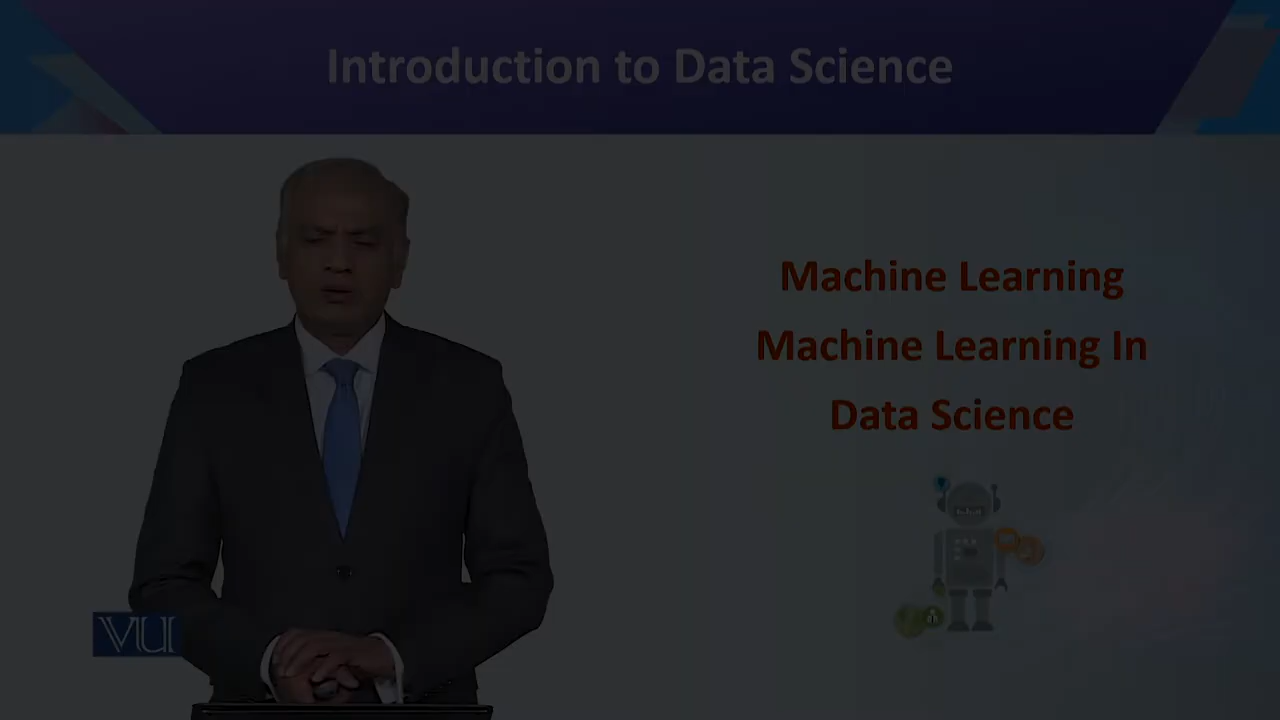 Introduction to Data Science
Machine Learning
Machine Learning In
Data Science
VU